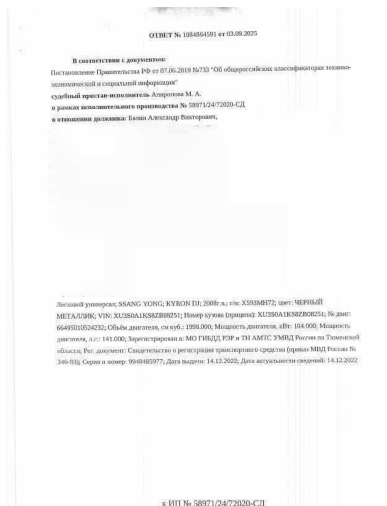 ОТВЕТ № 1084864591 от 03.09.2025
В соответствии с документом:
Постановление Правительства РФ от 07.06.2019 №733 "Об общероссийских классификаторах технико-
экономической и социальной информации"
судебный пристав-исполнитель Апиронова М. А.
в рамках исполнительного производства № 58971/24/72020-СД
в отношении должника: Балин Александр Викторович,
Легковой универсал; SSANG YONG; KYRON DJ; 2008г.в.; г/н: X593MH72; цвет: ЧЕРНЫЙ
МЕТАЛЛИК; VIN: XU3S0A1KS8ZB08251; Номер кузова (прицепа): XU3S0A1KS8ZB08251; № двиг:
66495010524232; Объём двигателя, см куб.: 1998.000; Мощность двигателя, кВт: 104.000; Мощность
двигателя, л.с.: 141.000; Зарегистрирован в: МО ГИБДД РЭР и ТН АМТС УМВД России по Тюменской
области; Рег. документ: Свидетельство о регистрации транспортного средства (приказ МВД России №
346-93); Серия и номер: 9948485977; Дата выдачи: 14.12.2022; Дата актуальности сведений: 14.12.2022
к ИП № 58971/24/72020-СД